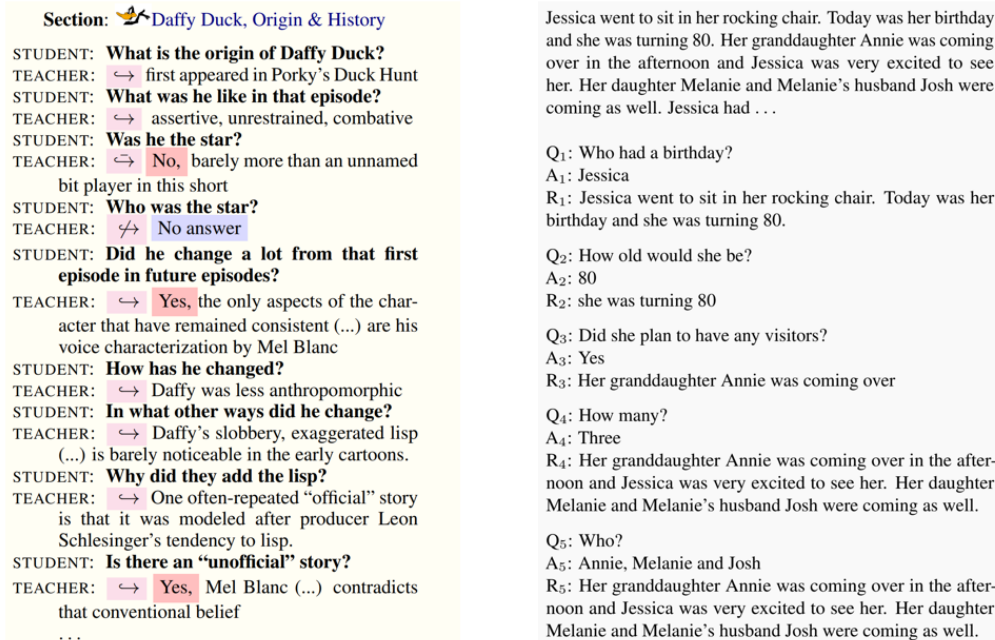 Section: Daffy Duck, Origin & History
STUDENT: What is the origin of Daffy Duck?
TEACHER: ↪ first appeared in Porky's Duck Hunt
STUDENT: What was he like in that episode?
TEACHER: ↪ assertive, unrestrained, combative
STUDENT: Was he the star?
TEACHER: ↪ No, barely more than an unnamed
bit player in this short
STUDENT: Who was the star?
TEACHER: ↪̸ No answer
STUDENT: Did he change a lot from that first
episode in future episodes?
TEACHER: ↪ Yes, the only aspects of the char-
acter that have remained consistent (...) are his
voice characterization by Mel Blanc
STUDENT: How has he changed?
TEACHER: ↪ Daffy was less anthropomorphic
STUDENT: In what other ways did he change?
TEACHER: ↪ Daffy's slobbery, exaggerated lisp
(...) is barely noticeable in the early cartoons.
STUDENT: Why did they add the lisp?
TEACHER: ↪ One often-repeated “official” story
is that it was modeled after producer Leon
Schlesinger's tendency to lisp.
STUDENT: Is there an “unofficial” story?
TEACHER: ↪ Yes, Mel Blanc (...) contradicts
that conventional belief
...
Jessica went to sit in her rocking chair. Today was her birthday
and she was turning 80. Her granddaughter Annie was coming
over in the afternoon and Jessica was very excited to see
her. Her daughter Melanie and Melanie's husband Josh were
coming as well. Jessica had ...
Q₁: Who had a birthday?
A₁: Jessica
R₁: Jessica went to sit in her rocking chair. Today was her
birthday and she was turning 80.
Q₂: How old would she be?
A₂: 80
R₂: she was turning 80
Q₃: Did she plan to have any visitors?
A₃: Yes
R₃: Her granddaughter Annie was coming over
Q₄: How many?
A₄: Three
R₄: Her granddaughter Annie was coming over in the after-
noon and Jessica was very excited to see her. Her daughter
Melanie and Melanie's husband Josh were coming as well.
Q₅: Who?
A₅: Annie, Melanie and Josh
R₅: Her granddaughter Annie was coming over in the after-
noon and Jessica was very excited to see her. Her daughter
Melanie and Melanie's husband Josh were coming as well.